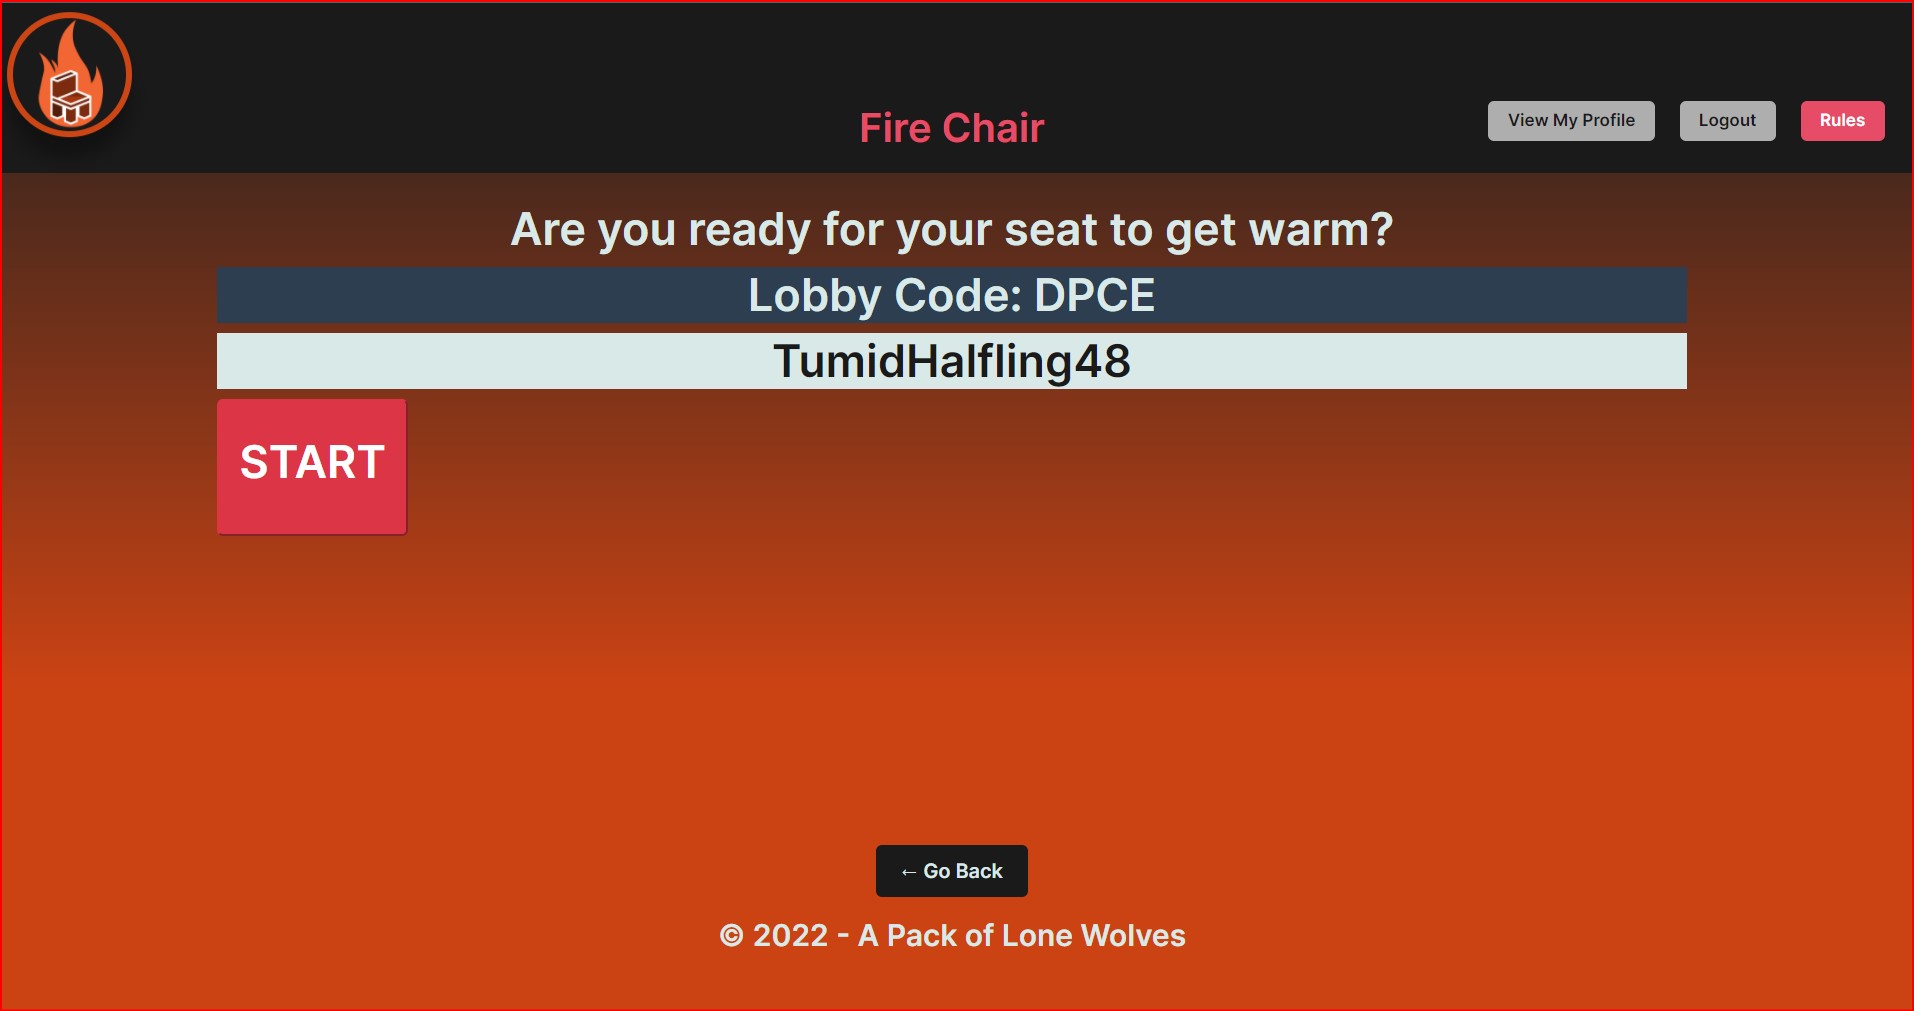 Fire Chair
View My Profile
Logout
Rules
Are you ready for your seat to get warm?
Lobby Code: DPCE
TumidHalfling48
START
← Go Back
© 2022 - A Pack of Lone Wolves